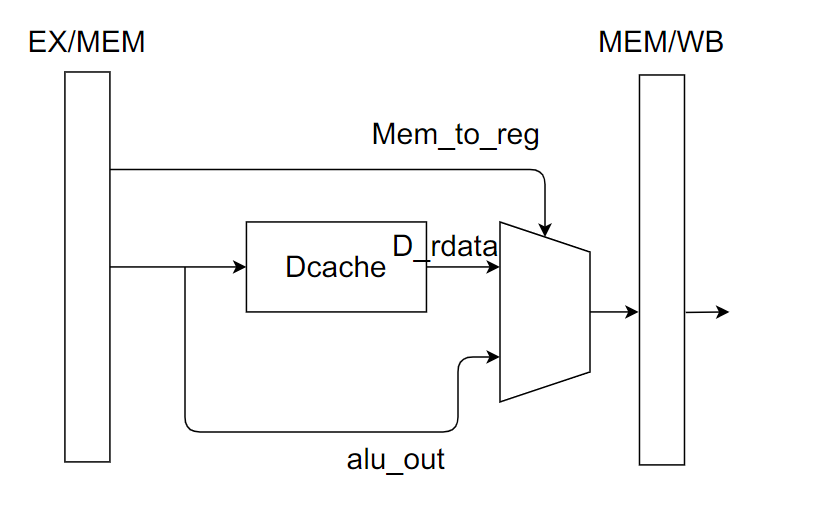 EX/MEM
MEM/WB
Mem_to_reg
D_rdata
Dcache
alu_out